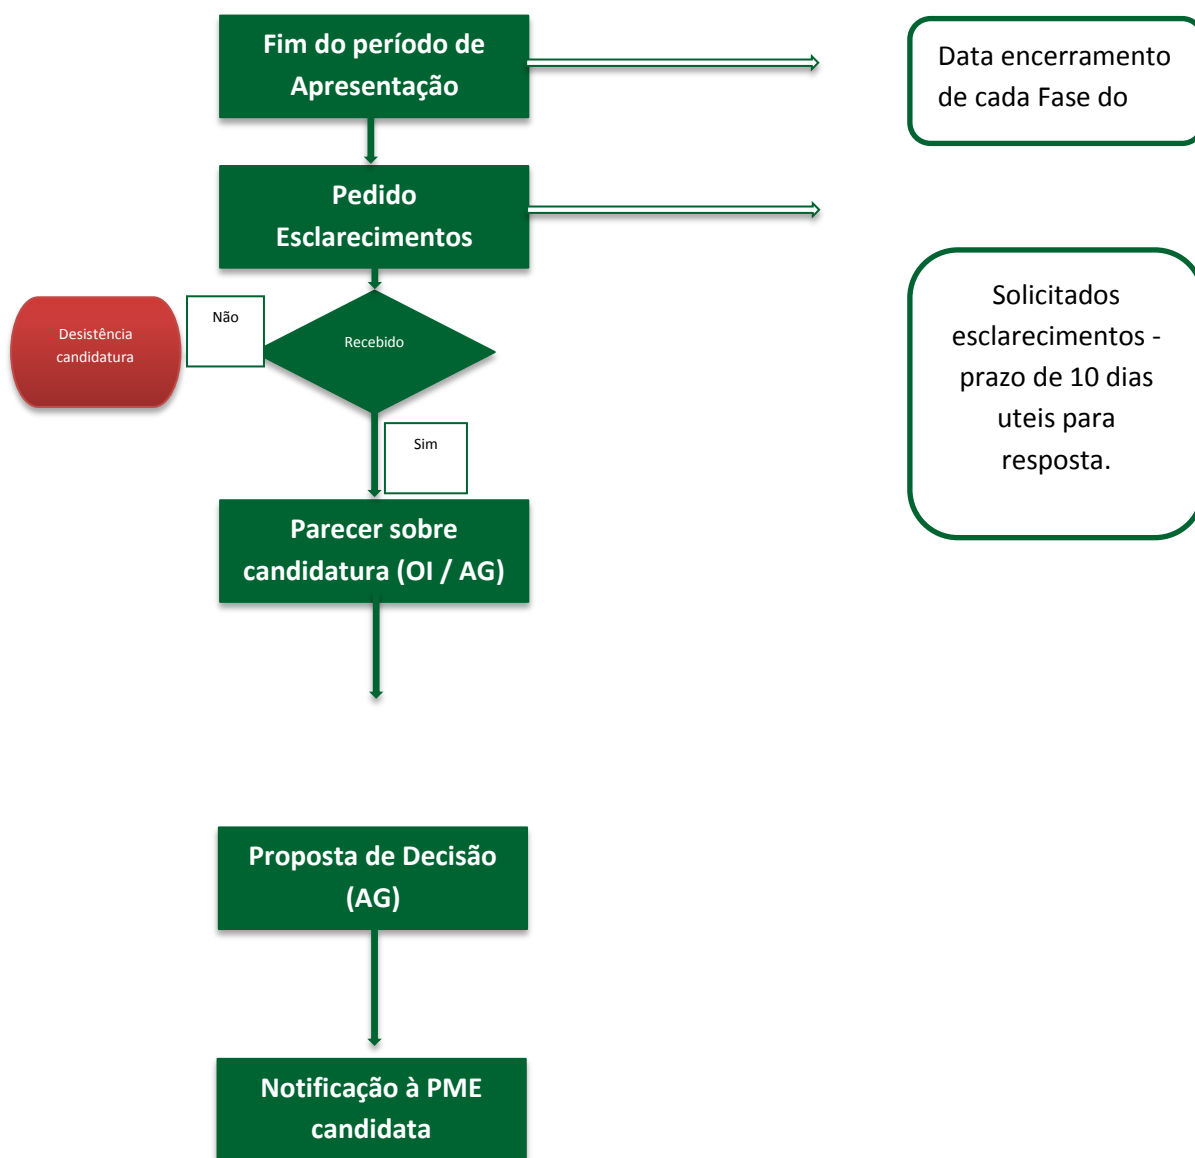 Fim do período de
Apresentação
Data encerramento
de cada Fase do
Pedido
Esclarecimentos
Solicitados
esclarecimentos -
prazo de 10 dias
uteis para
resposta.
Desistência
candidatura
Não
Recebido
Sim
Parecer sobre
candidatura (OI / AG)
Proposta de Decisão
(AG)
Notificação à PME
candidata